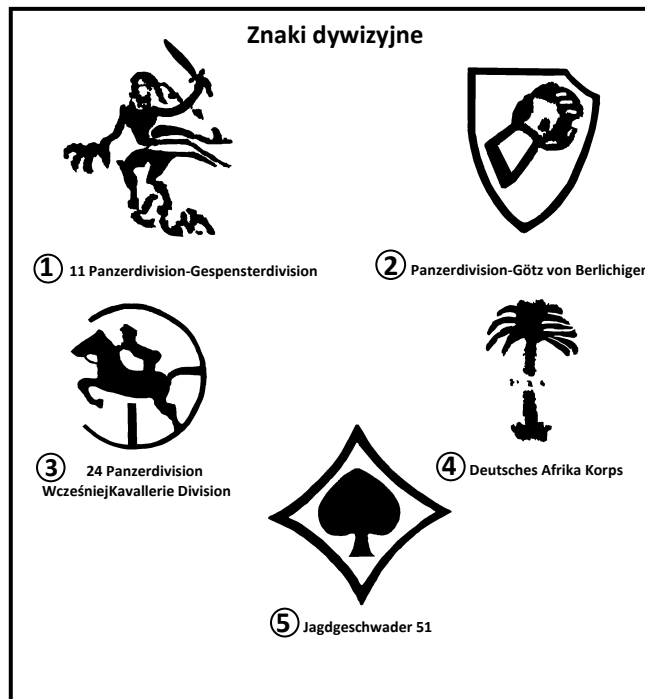 Znaki dywizyjne
① 11 Panzerdivision-Gespensterdivision
② Panzerdivision-Götz von Berlichiger
③ 24 Panzerdivision
WcześniejKavallerie Division
④ Deutsches Afrika Korps
⑤ Jagdgeschwader 51